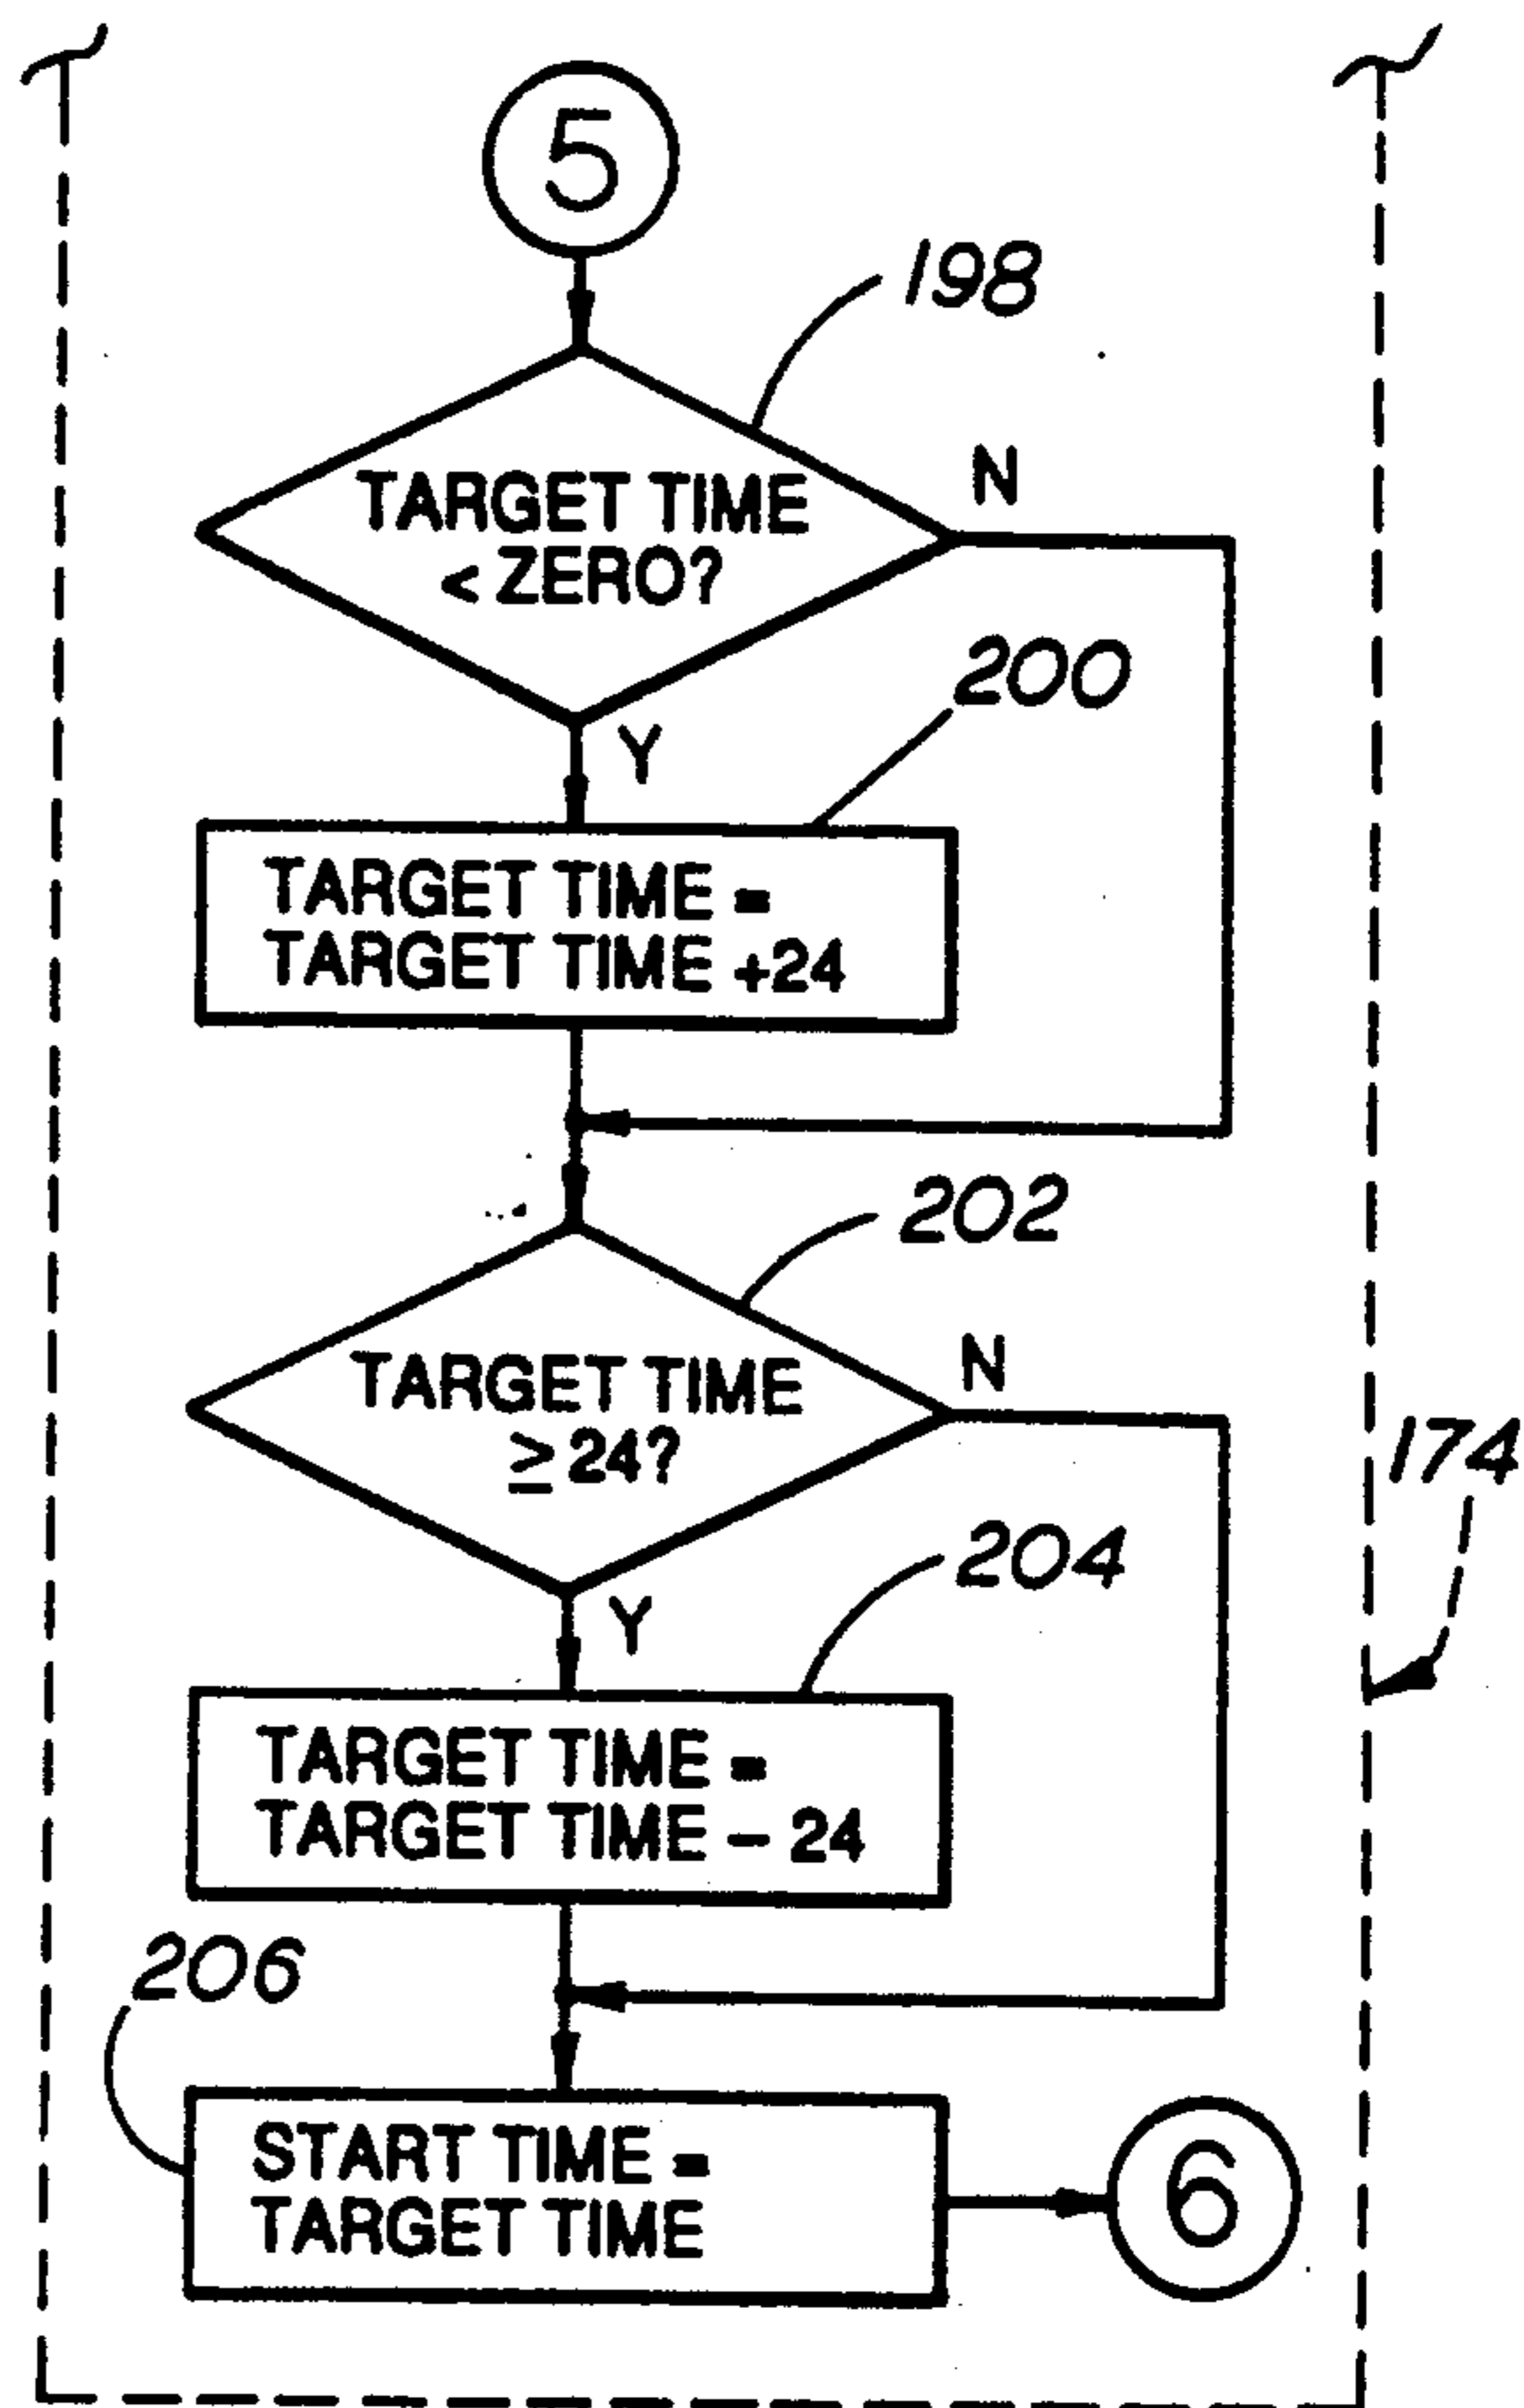 5
198
TARGET TIME
< ZERO?
N
Y
200
TARGET TIME =
TARGET TIME +24
202
TARGET TIME
≥ 24?
N
174
Y
204
TARGET TIME =
TARGET TIME – 24
206
START TIME =
TARGET TIME
6